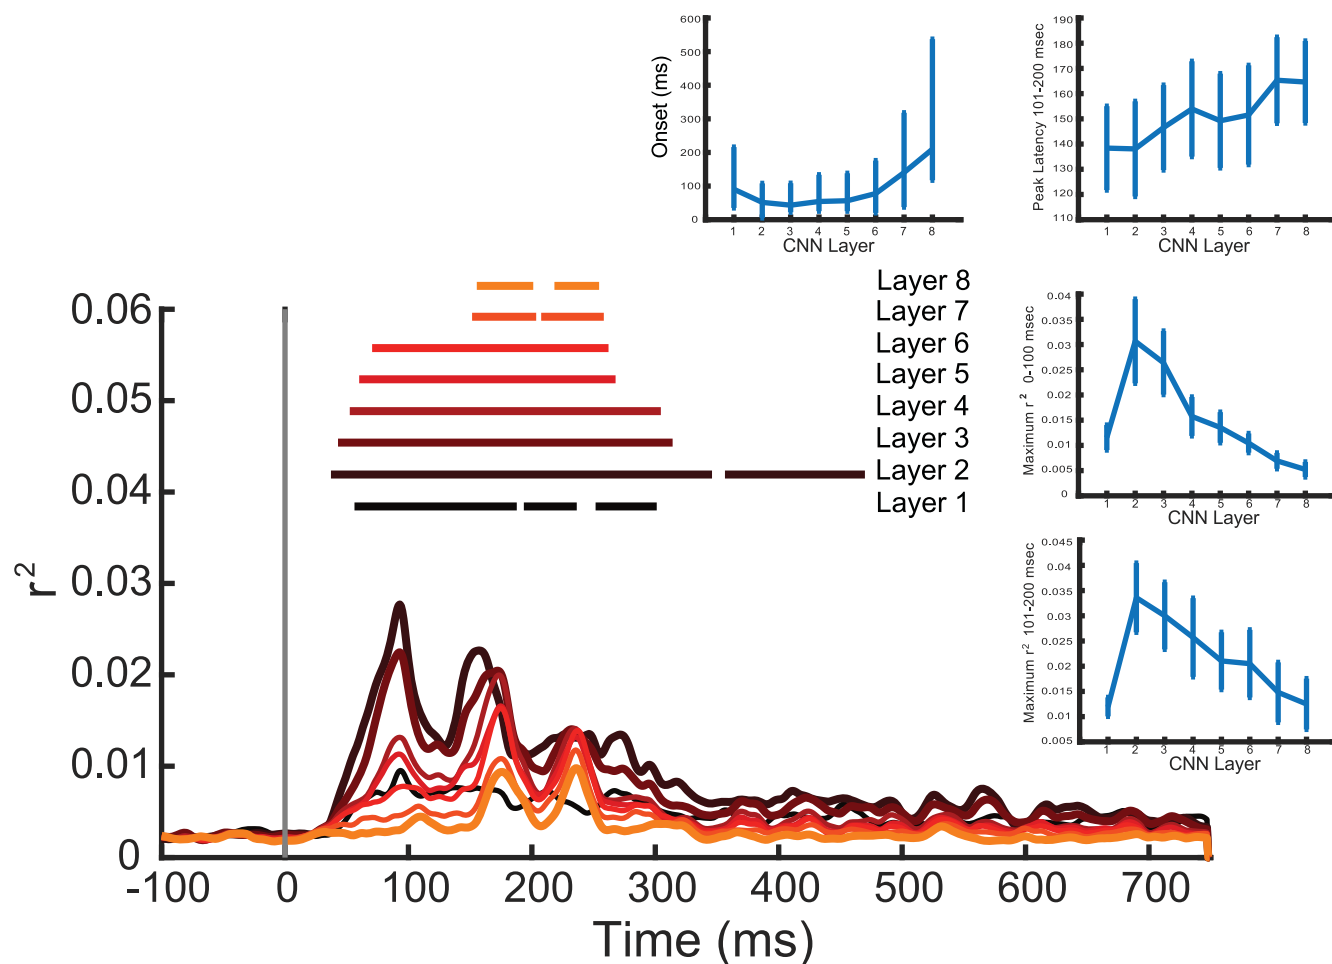 600
500
400
300
200
100
0
Onset (ms)
1 2 3 4 5 6 7 8
CNN Layer
190
180
170
160
150
140
130
120
110
Peak Latency 101-200 msec
1 2 3 4 5 6 7 8
CNN Layer
Layer 8
Layer 7
Layer 6
Layer 5
Layer 4
Layer 3
Layer 2
Layer 1
0.06
0.05
0.04
0.03
0.02
0.01
0
r²
-100 0 100 200 300 400 500 600 700
Time (ms)
0.04
0.035
0.03
0.025
0.02
0.015
0.01
0.005
0
Maximum r² 0-100 msec
1 2 3 4 5 6 7 8
CNN Layer
0.045
0.04
0.035
0.03
0.025
0.02
0.015
0.01
0.005
Maximum r² 101-200 msec
1 2 3 4 5 6 7 8
CNN Layer